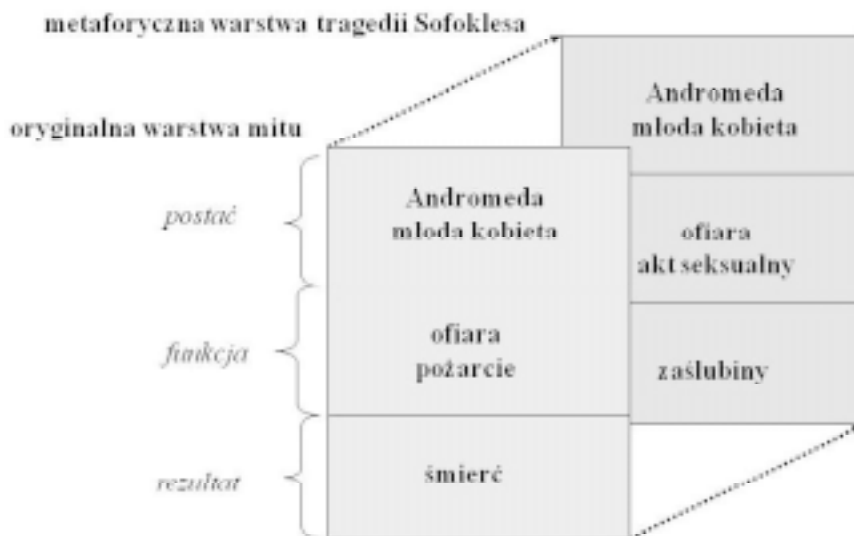 metaforyczna warstwa tragedii Sofoklesa
oryginalna warstwa mitu
Andromeda
młoda kobieta
ofiara
akt seksualny
zaślubiny
postać
Andromeda
młoda kobieta
funkcja
ofiara
pożarcie
rezultat
śmierć